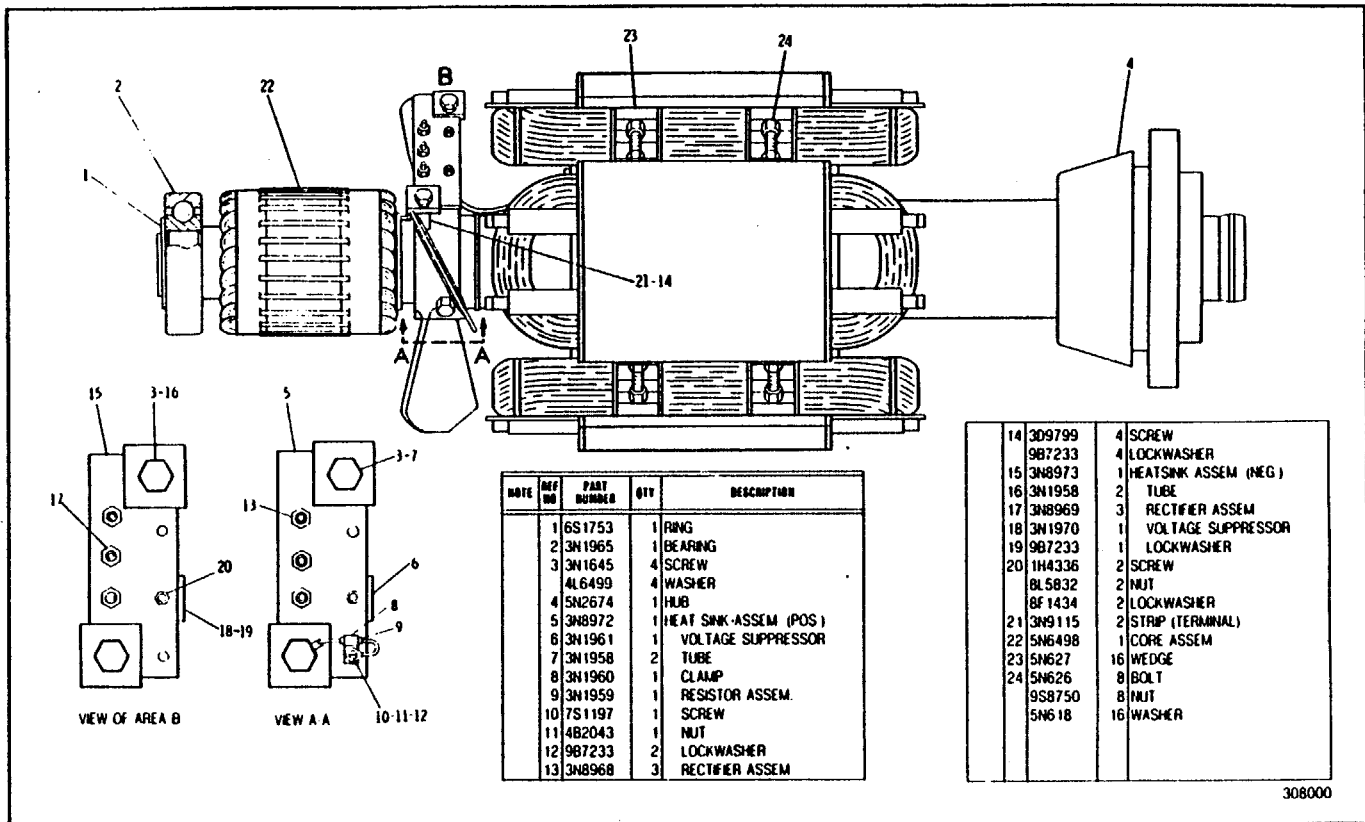 23
24
B
2
22
4
1
21-14
A
A
15
3-16
17
20
18-19
VIEW OF AREA B
5
3-7
13
6
8
9
10-11-12
VIEW A A
NOTE REF NO PART NUMBER QTY DESCRIPTION
1 6S1753 1 RING
2 3N1965 1 BEARING
3 3N1645 4 SCREW
4L6499 4 WASHER
4 5N2674 1 HUB
5 3N8972 1 HEAT SINK-ASSEM (POS)
6 3N1961 1 VOLTAGE SUPPRESSOR
7 3N1958 2 TUBE
8 3N1960 1 CLAMP
9 3N1959 1 RESISTOR ASSEM.
10 7S1197 1 SCREW
11 4B2043 1 NUT
12 9B7233 2 LOCKWASHER
13 3N8968 3 RECTIFIER ASSEM
14 3D9799 4 SCREW
9B7233 4 LOCKWASHER
15 3N8973 1 HEATSINK ASSEM (NEG)
16 3N1958 2 TUBE
17 3N8969 3 RECTIFIER ASSEM
18 3N1970 1 VOLTAGE SUPPRESSOR
19 9B7233 1 LOCKWASHER
20 1H4336 2 SCREW
8L5832 2 NUT
8F1434 2 LOCKWASHER
21 3N9115 2 STRIP (TERMINAL)
22 5N6498 1 CORE ASSEM
23 5N627 16 WEDGE
24 5N626 8 BOLT
9S8750 8 NUT
5N618 16 WASHER
308000